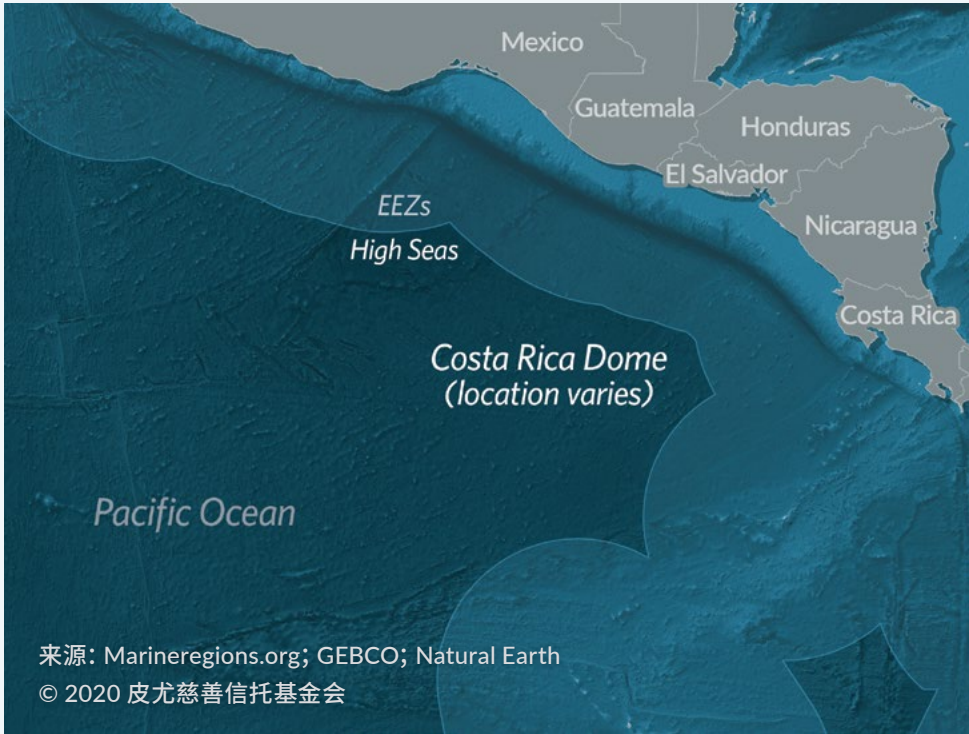 Mexico
Guatemala
Honduras
El Salvador
EEZs
Nicaragua
High Seas
Costa Rica
Costa Rica Dome
(location varies)
Pacific Ocean
来源: Marineregions.org; GEBCO; Natural Earth
© 2020 皮尤慈善信托基金会